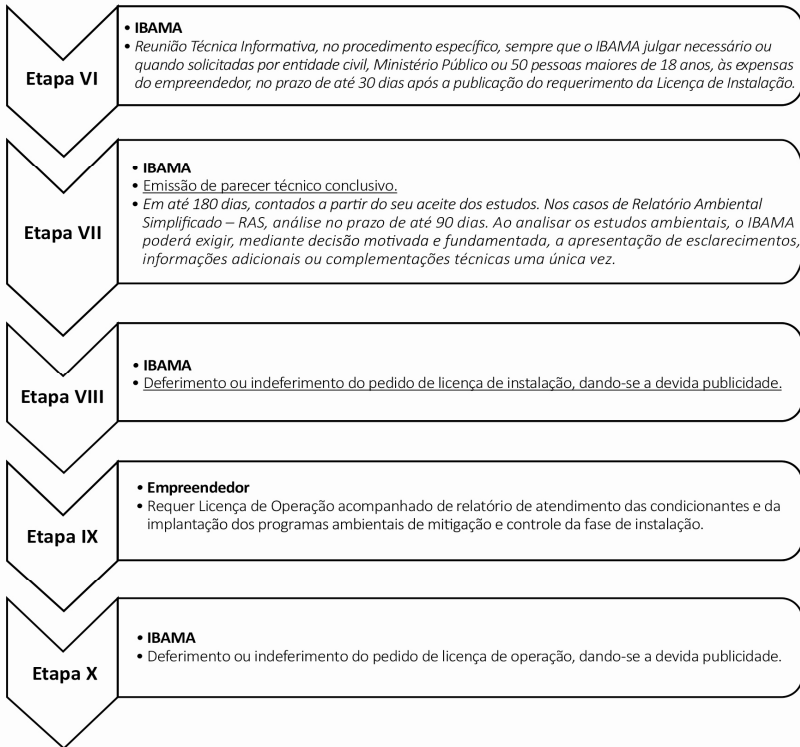 Etapa VI
• IBAMA
• Reunião Técnica Informativa, no procedimento específico, sempre que o IBAMA julgar necessário ou
quando solicitadas por entidade civil, Ministério Público ou 50 pessoas maiores de 18 anos, às expensas
do empreendedor, no prazo de até 30 dias após a publicação do requerimento da Licença de Instalação.
Etapa VII
• IBAMA
• Emissão de parecer técnico conclusivo.
• Em até 180 dias, contados a partir do seu aceite dos estudos. Nos casos de Relatório Ambiental
Simplificado – RAS, análise no prazo de até 90 dias. Ao analisar os estudos ambientais, o IBAMA
poderá exigir, mediante decisão motivada e fundamentada, a apresentação de esclarecimentos,
informações adicionais ou complementações técnicas uma única vez.
Etapa VIII
• IBAMA
• Deferimento ou indeferimento do pedido de licença de instalação, dando-se a devida publicidade.
Etapa IX
• Empreendedor
• Requer Licença de Operação acompanhado de relatório de atendimento das condicionantes e da
implantação dos programas ambientais de mitigação e controle da fase de instalação.
Etapa X
• IBAMA
• Deferimento ou indeferimento do pedido de licença de operação, dando-se a devida publicidade.